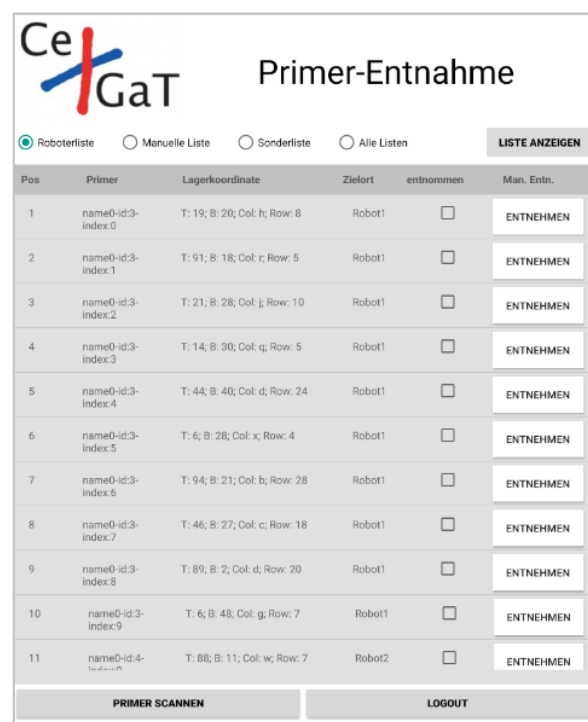 Ce
GaT
Primer-Entnahme
Roboterliste Manuelle Liste Sonderliste Alle Listen LISTE ANZEIGEN
Pos Primer Lagerkoordinate Zielort entnommen Man. Entn.
1 name0-id:3- T: 19; B: 20; Col: h; Row: 8 Robot1 ENTNEHMEN
index:0
2 name0-id:3- T: 91; B: 18; Col: r; Row: 5 Robot1 ENTNEHMEN
index:1
3 name0-id:3- T: 21; B: 28; Col: j; Row: 10 Robot1 ENTNEHMEN
index:2
4 name0-id:3- T: 14; B: 30; Col: q; Row: 5 Robot1 ENTNEHMEN
index:3
5 name0-id:3- T: 44; B: 40; Col: d; Row: 24 Robot1 ENTNEHMEN
index:4
6 name0-id:3- T: 6; B: 28; Col: x; Row: 4 Robot1 ENTNEHMEN
index:5
7 name0-id:3- T: 94; B: 21; Col: b; Row: 28 Robot1 ENTNEHMEN
index:6
8 name0-id:3- T: 46; B: 27; Col: c; Row: 18 Robot1 ENTNEHMEN
index:7
9 name0-id:3- T: 89; B: 2; Col: d; Row: 20 Robot1 ENTNEHMEN
index:8
10 name0-id:3- T: 6; B: 48; Col: g; Row: 7 Robot1 ENTNEHMEN
index:9
11 name0-id:4- T: 88; B: 11; Col: w; Row: 7 Robot2 ENTNEHMEN
PRIMER SCANNEN LOGOUT